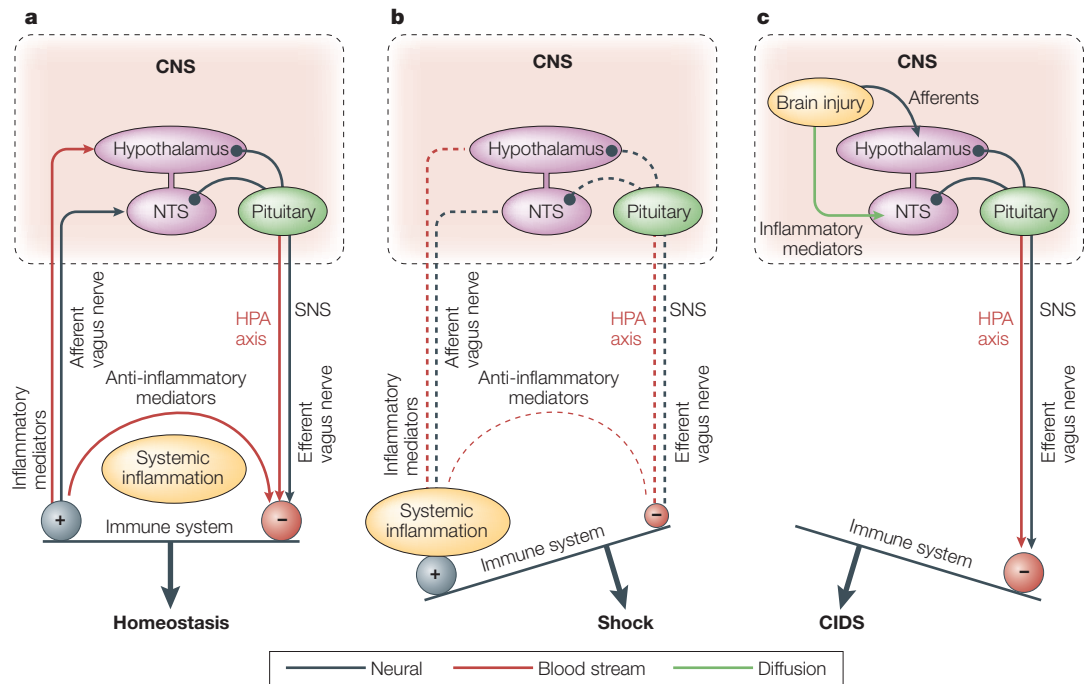 a
CNS
Hypothalamus
NTS
Pituitary
Afferent
vagus nerve
HPA
axis
SNS
Inflammatory
mediators
Anti-inflammatory
mediators
Efferent
vagus nerve
Systemic
inflammation
+
Immune system
–
Homeostasis
b
CNS
Hypothalamus
NTS
Pituitary
Afferent
vagus nerve
HPA
axis
SNS
Inflammatory
mediators
Anti-inflammatory
mediators
Efferent
vagus nerve
Systemic
inflammation
+
Immune system
–
Shock
c
CNS
Brain injury
Afferents
Hypothalamus
NTS
Pituitary
Inflammatory
mediators
HPA
axis
SNS
Efferent
vagus nerve
Immune system
–
CIDS
Neural
Blood stream
Diffusion